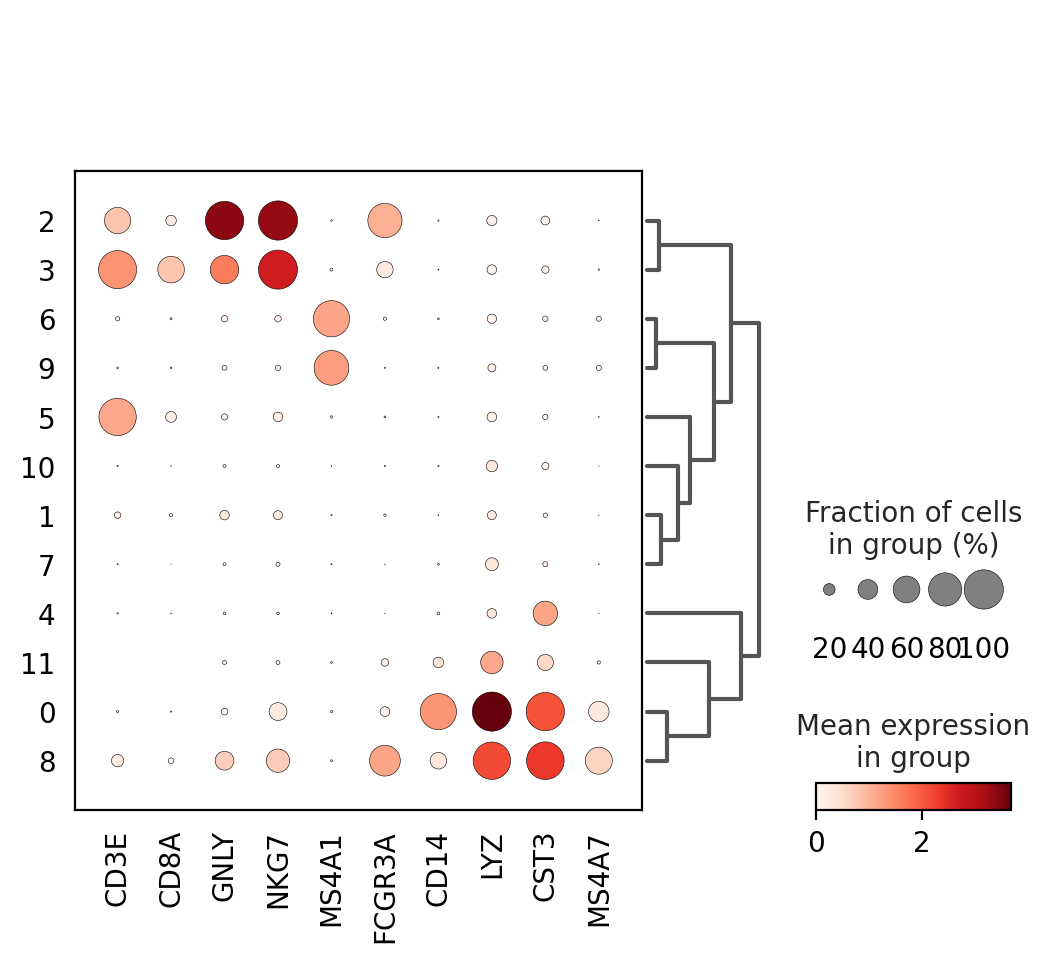 2
3
6
9
5
10
1
7
4
11
0
8
CD3E
CD8A
GNLY
NKG7
MS4A1
FCGR3A
CD14
LYZ
CST3
MS4A7
Fraction of cells
in group (%)
20 40 60 80 100
Mean expression
in group
0 2